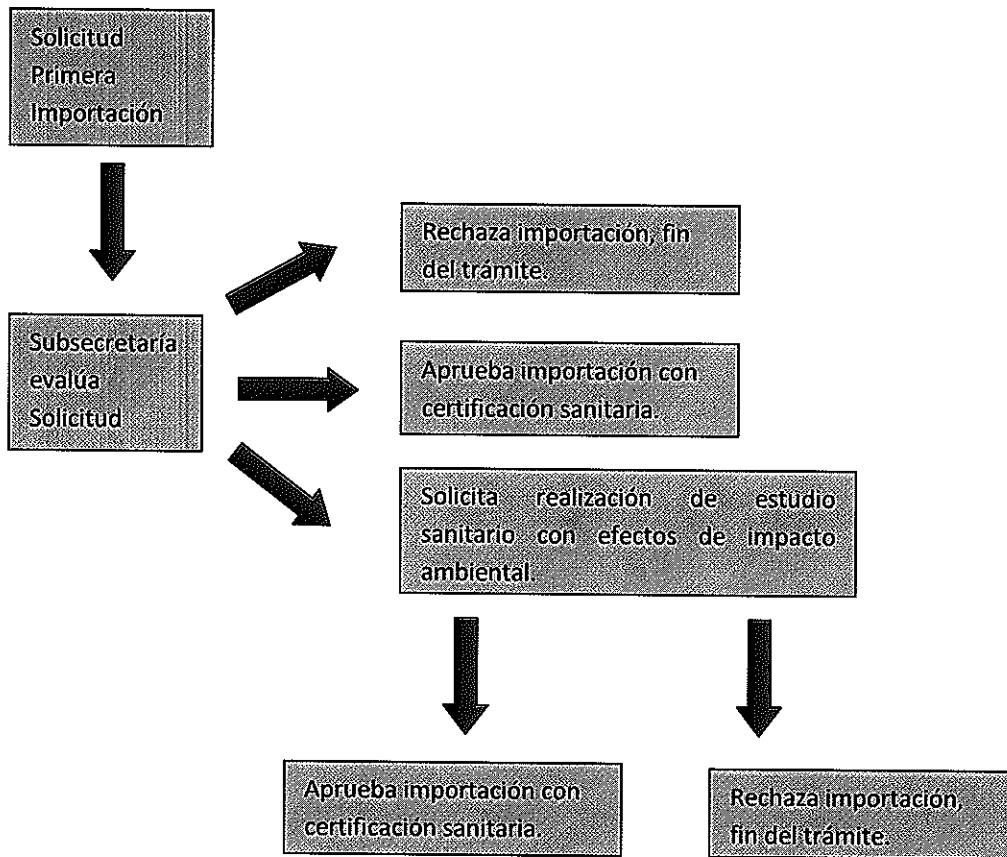 Solicitud
Primera
Importación
Rechaza importación, fin
del trámite.
Subsecretaría
evalúa
Solicitud
Aprueba importación con
certificación sanitaria.
Solicita realización de estudio
sanitario con efectos de impacto
ambiental.
Aprueba importación con
certificación sanitaria.
Rechaza importación,
fin del trámite.